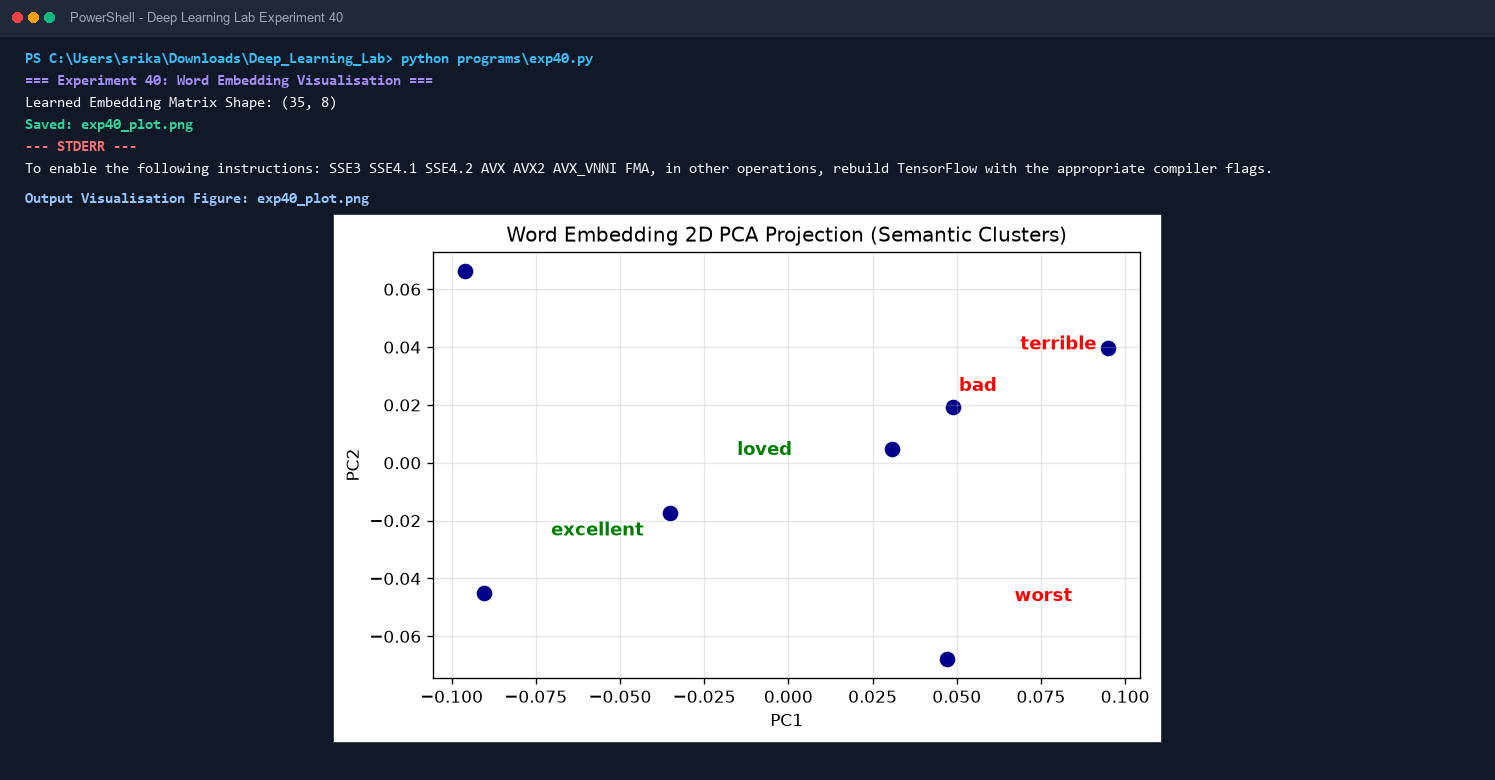 PowerShell - Deep Learning Lab Experiment 40
PS C:\Users\srika\Downloads\Deep_Learning_Lab> python programs\exp40.py
=== Experiment 40: Word Embedding Visualisation ===
Learned Embedding Matrix Shape: (35, 8)
Saved: exp40_plot.png
--- STDERR ---
To enable the following instructions: SSE3 SSE4.1 SSE4.2 AVX AVX2 AVX_VNNI FMA, in other operations, rebuild TensorFlow with the appropriate compiler flags.
Output Visualisation Figure: exp40_plot.png
Word Embedding 2D PCA Projection (Semantic Clusters)
0.06
0.04
0.02
0.00
−0.02
−0.04
−0.06
PC2
terrible
bad
loved
excellent
worst
−0.100 −0.075 −0.050 −0.025 0.000 0.025 0.050 0.075 0.100
PC1